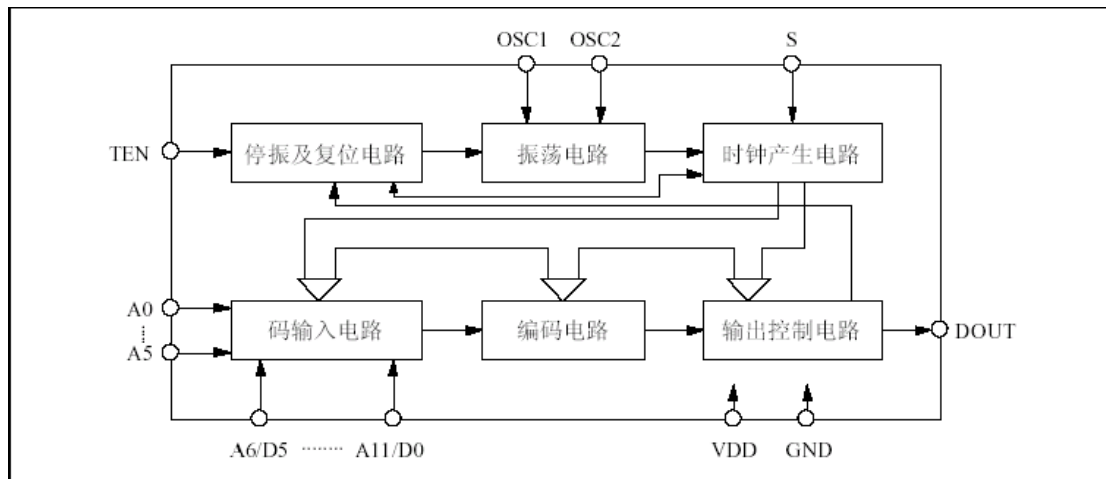 OSC1 OSC2 S
TEN 停振及复位电路 振荡电路 时钟产生电路
A0 码输入电路 编码电路 输出控制电路 DOUT
A5
A6/D5 ········ A11/D0 VDD GND